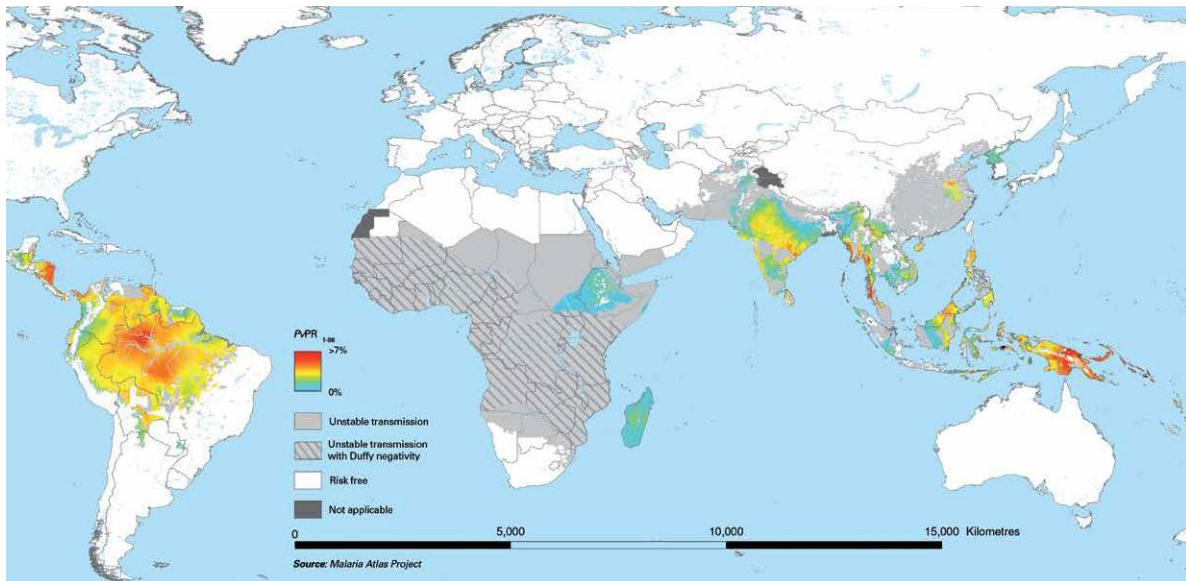 PvPR 1-99
>7%
0%
Unstable transmission
Unstable transmission
with Duffy negativity
Risk free
Not applicable
0 5,000 10,000 15,000 Kilometres
Source: Malaria Atlas Project